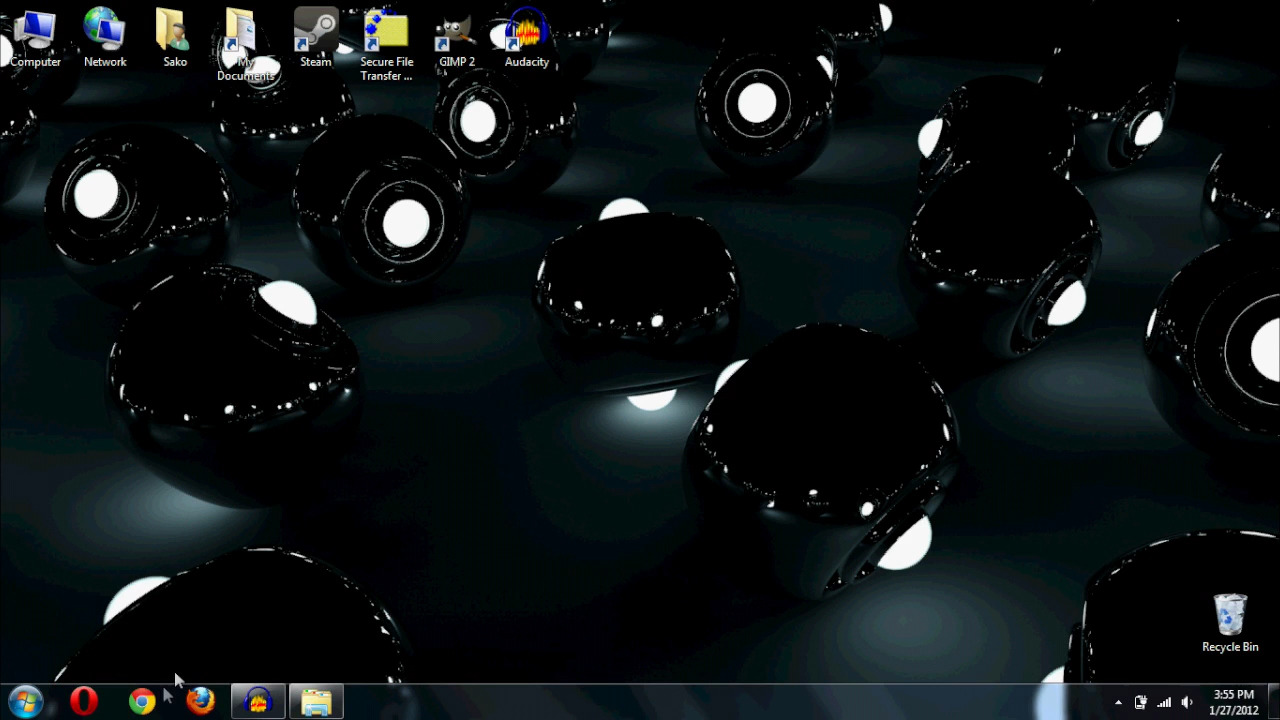 Computer
Network
Sako
My
Documents
Steam
Secure File
Transfer ...
GIMP 2
Audacity
Recycle Bin
3:55 PM
1/27/2012